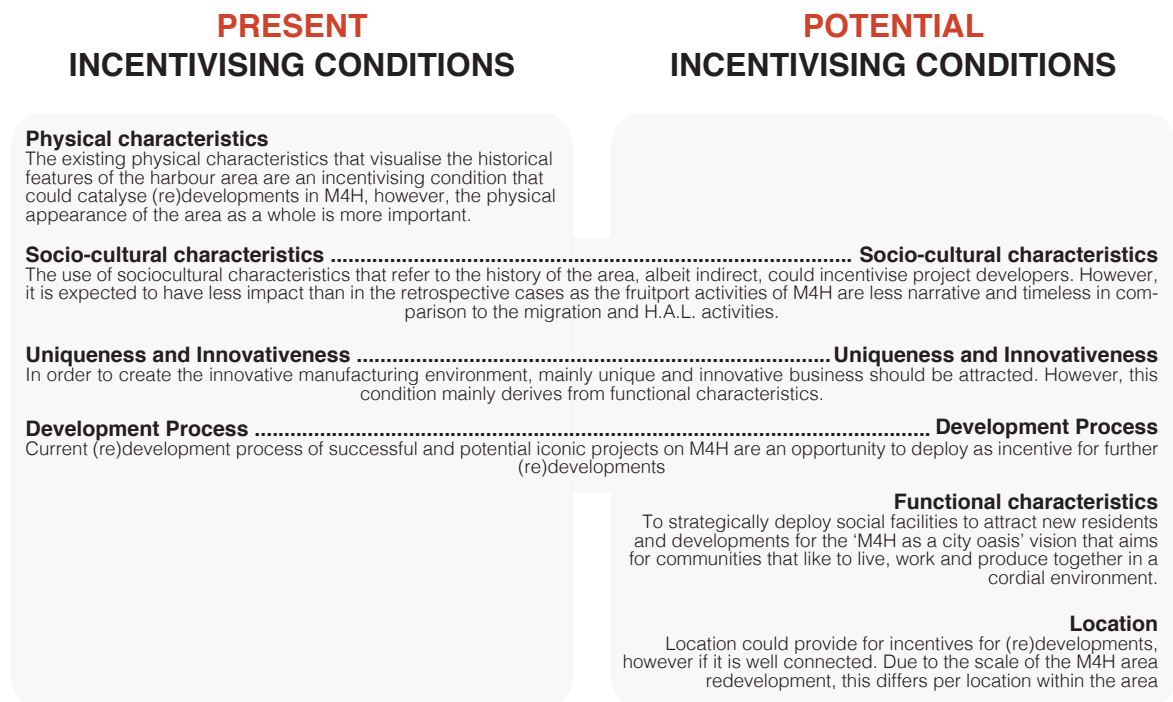 PRESENT
INCENTIVISING CONDITIONS
POTENTIAL
INCENTIVISING CONDITIONS
Physical characteristics
The existing physical characteristics that visualise the historical
features of the harbour area are an incentivising condition that
could catalyse (re)developments in M4H, however, the physical
appearance of the area as a whole is more important.
Socio-cultural characteristics ........................................................................................ Socio-cultural characteristics
The use of sociocultural characteristics that refer to the history of the area, albeit indirect, could incentivise project developers. However,
it is expected to have less impact than in the retrospective cases as the fruitport activities of M4H are less narrative and timeless in com-
parison to the migration and H.A.L. activities.
Uniqueness and Innovativeness ................................................................................Uniqueness and Innovativeness
In order to create the innovative manufacturing environment, mainly unique and innovative business should be attracted. However, this
condition mainly derives from functional characteristics.
Development Process .................................................................................................................. Development Process
Current (re)development process of successful and potential iconic projects on M4H are an opportunity to deploy as incentive for further
(re)developments
Functional characteristics
To strategically deploy social facilities to attract new residents
and developments for the ‘M4H as a city oasis’ vision that aims
for communities that like to live, work and produce together in a
cordial environment.
Location
Location could provide for incentives for (re)developments,
however if it is well connected. Due to the scale of the M4H area
redevelopment, this differs per location within the area